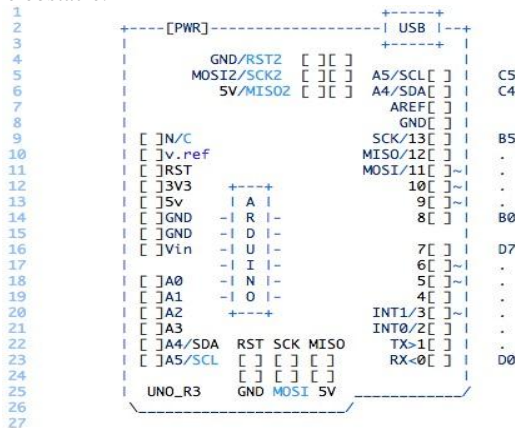 1                                           +-----+
2          +----[PWR]-------------------| USB |--+
3          |                                +-----+  |
4          |         GND/RST2  [ ][ ]            |
5          |       MOSI2/SCK2  [ ][ ]  A5/SCL[ ] |   C5
6          |          5V/MISO2 [ ][ ]  A4/SDA[ ] |   C4
7          |                             AREF[ ] |
8          |                              GND[ ] |
9          | [ ]N/C                    SCK/13[ ] |   B5
10         | [ ]v.ref                 MISO/12[ ] |   .
11         | [ ]RST                   MOSI/11[ ]~|   .
12         | [ ]3V3    +---+               10[ ]~|   .
13         | [ ]5v     | A |                9[ ]~|   .
14         | [ ]GND   -| R |-               8[ ] |   B0
15         | [ ]GND   -| D |-                    |
16         | [ ]Vin   -| U |-               7[ ] |   D7
17         |          -| I |-               6[ ]~|   .
18         | [ ]A0    -| N |-               5[ ]~|   .
19         | [ ]A1    -| O |-               4[ ] |   .
20         | [ ]A2     +---+           INT1/3[ ]~|   .
21         | [ ]A3                     INT0/2[ ] |   .
22         | [ ]A4/SDA  RST SCK MISO     TX>1[ ] |   .
23         | [ ]A5/SCL  [ ] [ ] [ ]      RX<0[ ] |   D0
24         |            [ ] [ ] [ ]              |
25         |  UNO_R3    GND MOSI 5V  ____________/
26         \_______________________/
27